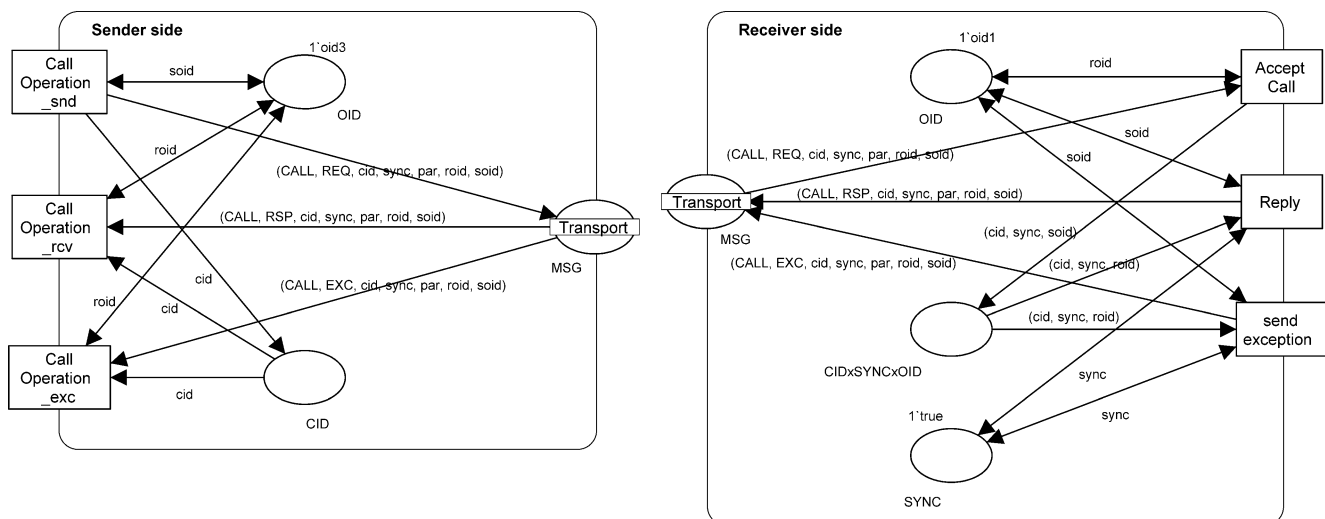 Sender side
1`oid3
Call
Operation
_snd
soid
OID
roid
(CALL, REQ, cid, sync, par, roid, soid)
Call
Operation
_rcv
(CALL, RSP, cid, sync, par, roid, soid)
Transport
MSG
cid
(CALL, EXC, cid, sync, par, roid, soid)
roid
cid
Call
Operation
_exc
cid
CID
Receiver side
1`oid1
roid
Accept
Call
OID
soid
soid
(CALL, REQ, cid, sync, par, roid, soid)
(CALL, RSP, cid, sync, par, roid, soid)
Transport
Reply
MSG
(cid, sync, soid)
(CALL, EXC, cid, sync, par, roid, soid)
(cid, sync, roid)
(cid, sync, roid)
send
exception
CIDxSYNCxOID
sync
sync
1`true
SYNC